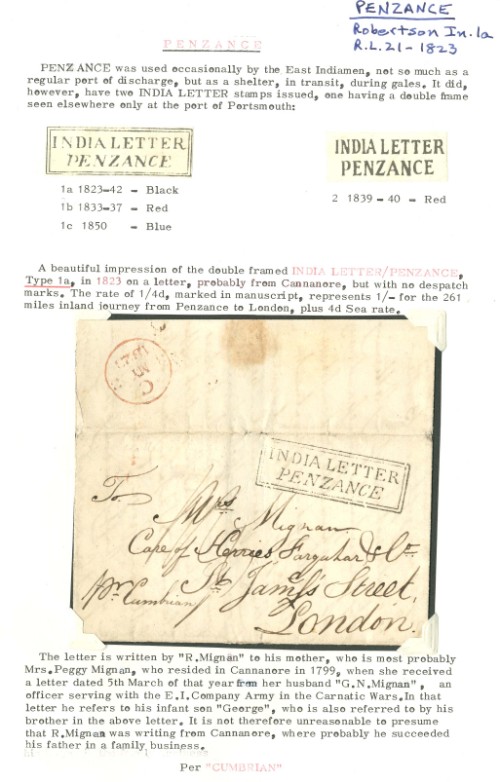 PENZANCE
Robertson In.1a
R.L.21 - 1823
PENZANCE
PENZANCE was used occasionally by the East Indiamen, not so much as a
regular port of discharge, but as a shelter, in transit, during gales. It did,
however, have two INDIA LETTER stamps issued, one having a double frame
seen elsewhere only at the port of Portsmouth:
INDIA LETTER
PENZANCE
1a 1823-42 - Black
1b 1833-37 - Red
1c 1850 - Blue
INDIA LETTER
PENZANCE
2 1839 - 40 - Red
A beautiful impression of the double framed INDIA LETTER/PENZANCE,
Type 1a, in 1823 on a letter, probably from Cannanore, but with no despatch
marks. The rate of 1/4d, marked in manuscript, represents 1/- for the 261
miles inland journey from Penzance to London, plus 4d Sea rate.
INDIA LETTER
PENZANCE
To
Mrs Mignan
Care of Herries Farquhar & Co
St James's Street,
pr Cumbrian
London.
The letter is written by "R.Mignan" to his mother, who is most probably
Mrs.Peggy Mignan, who resided in Cannanore in 1799, when she received
a letter dated 5th March of that year from her husband "G.N.Mignan", an
officer serving with the E.I.Company Army in the Carnatic Wars.In that
letter he refers to his infant son "George", who is also referred to by his
brother in the above letter. It is not therefore unreasonable to presume
that R.Mignan was writing from Cannanore, where probably he succeeded
his father in a family business.
Per "CUMBRIAN"